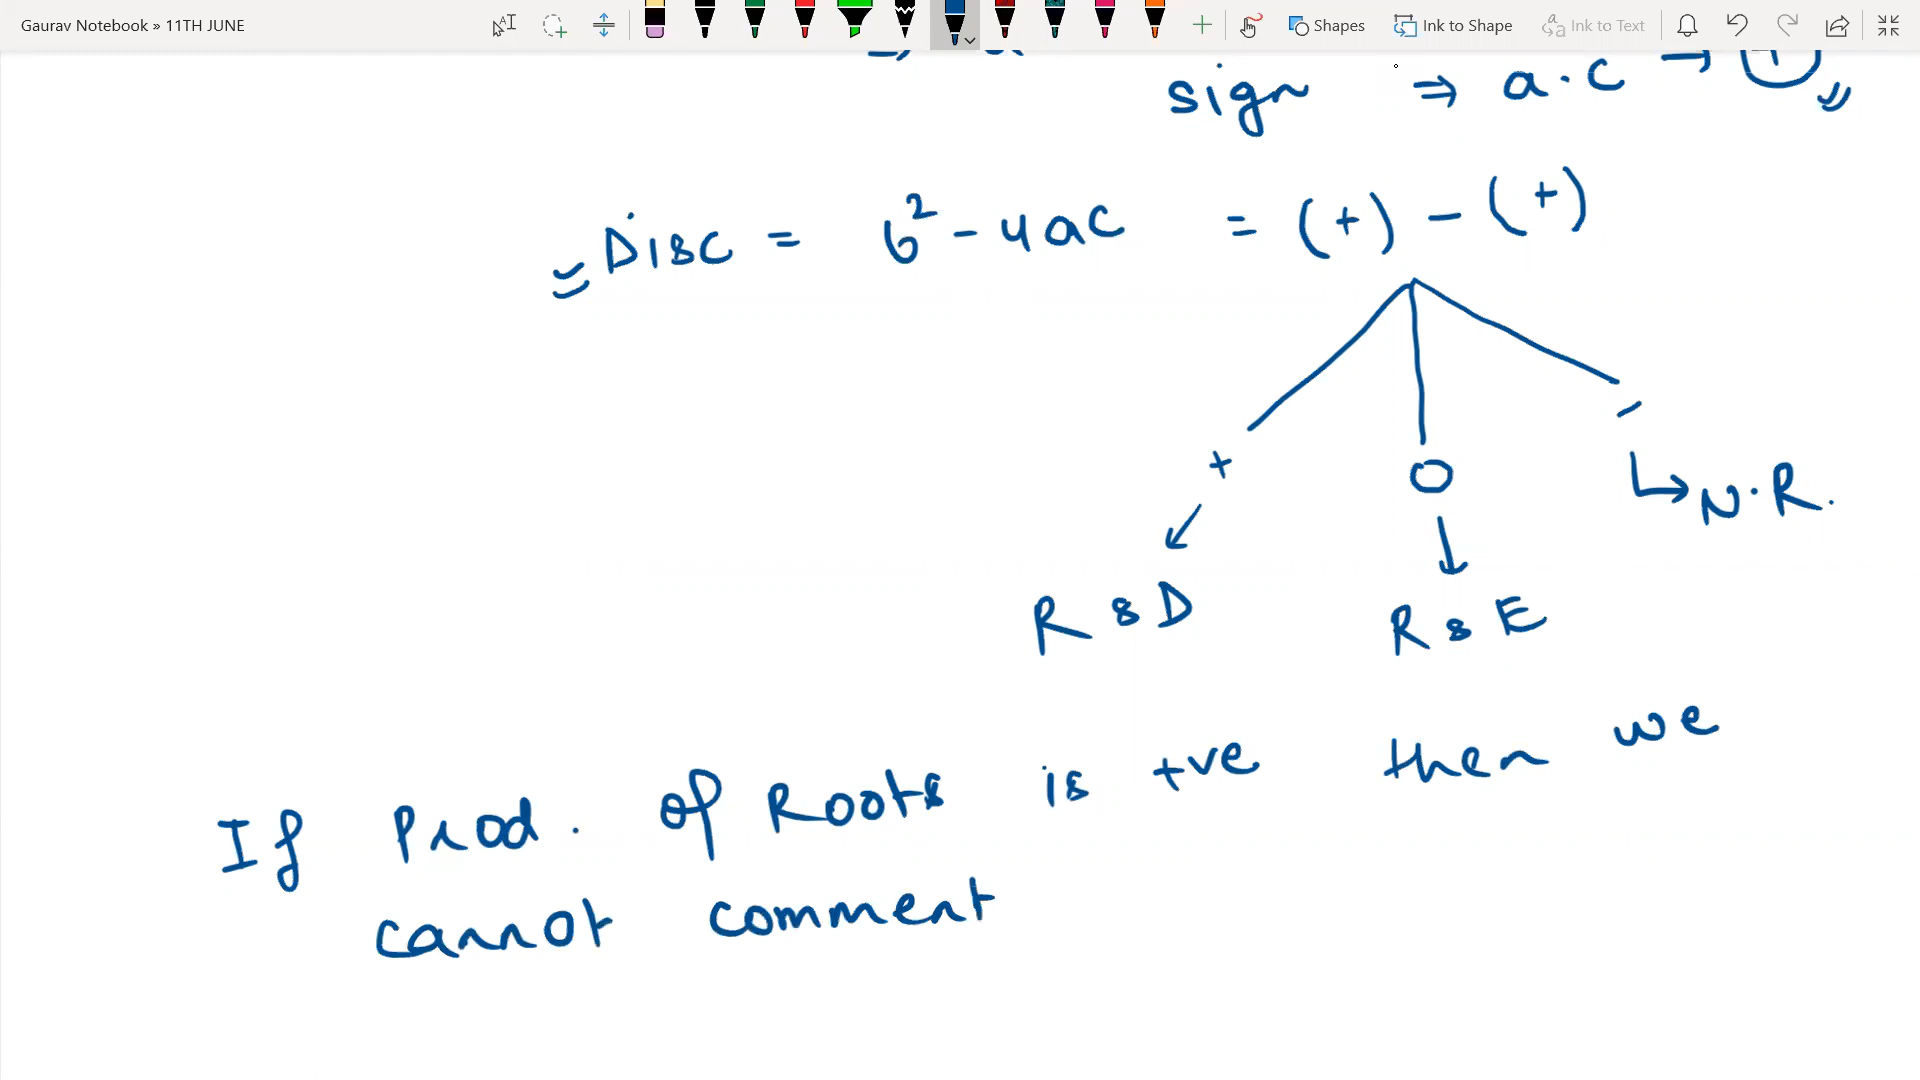 Gaurav Notebook » 11TH JUNE
Shapes
Ink to Shape
Ink to Text
sign ⇒ a·c →
Disc = b² - 4ac = (+) - (+)
+ 0 -
N.R.
R & D R & E
If Prod. of Roots is +ve then we
cannot comment